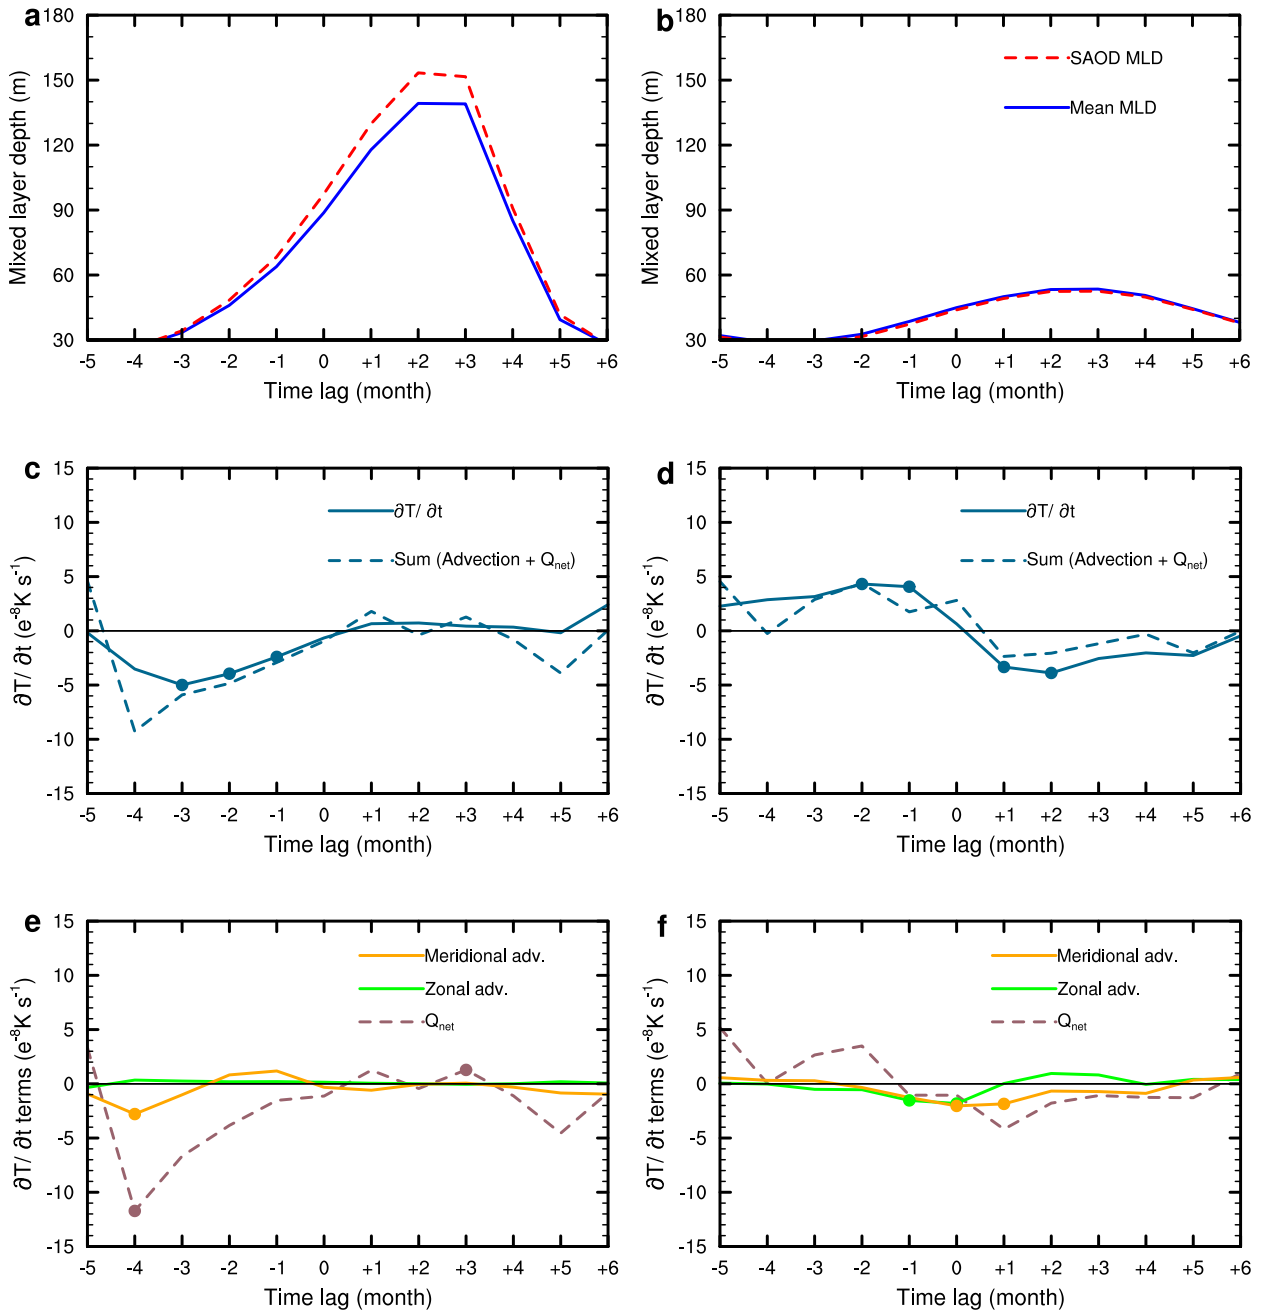 a
180
150
120
90
60
30
Mixed layer depth (m)
-5 -4 -3 -2 -1 0 +1 +2 +3 +4 +5 +6
Time lag (month)
b
180
150
120
90
60
30
Mixed layer depth (m)
SAOD MLD
Mean MLD
-5 -4 -3 -2 -1 0 +1 +2 +3 +4 +5 +6
Time lag (month)
c
15
10
5
0
-5
-10
-15
∂T/ ∂t (e⁻⁸K s⁻¹)
∂T/ ∂t
Sum (Advection + Qnet)
-5 -4 -3 -2 -1 0 +1 +2 +3 +4 +5 +6
Time lag (month)
d
15
10
5
0
-5
-10
-15
∂T/ ∂t (e⁻⁸K s⁻¹)
∂T/ ∂t
Sum (Advection + Qnet)
-5 -4 -3 -2 -1 0 +1 +2 +3 +4 +5 +6
Time lag (month)
e
15
10
5
0
-5
-10
-15
∂T/ ∂t terms (e⁻⁸K s⁻¹)
Meridional adv.
Zonal adv.
Qnet
-5 -4 -3 -2 -1 0 +1 +2 +3 +4 +5 +6
Time lag (month)
f
15
10
5
0
-5
-10
-15
∂T/ ∂t terms (e⁻⁸K s⁻¹)
Meridional adv.
Zonal adv.
Qnet
-5 -4 -3 -2 -1 0 +1 +2 +3 +4 +5 +6
Time lag (month)